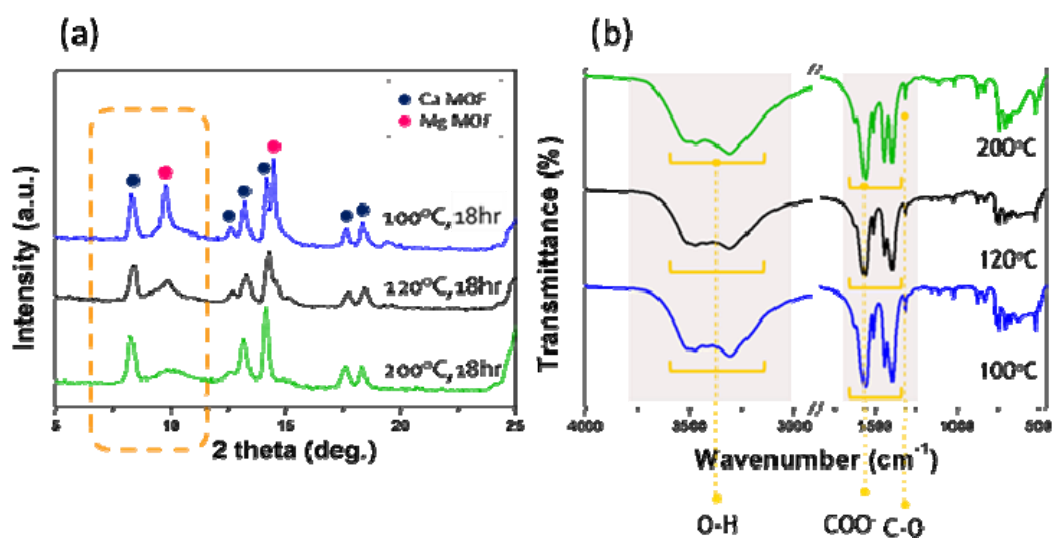 (a)
Ca MOF
Mg MOF
100°C, 18hr
120°C, 18hr
200°C, 18hr
Intensity (a.u.)
5 10 15 20 25
2 theta (deg.)
(b)
200°C
120°C
100°C
Transmittance (%)
4000 3500 3000 1500 1000 500
Wavenumber (cm⁻¹)
O-H COO⁻ C-O